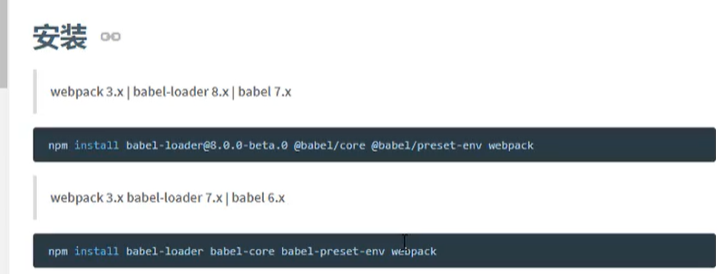 安装
webpack 3.x | babel-loader 8.x | babel 7.x
npm install babel-loader@8.0.0-beta.0 @babel/core @babel/preset-env webpack
webpack 3.x babel-loader 7.x | babel 6.x
npm install babel-loader babel-core babel-preset-env webpack